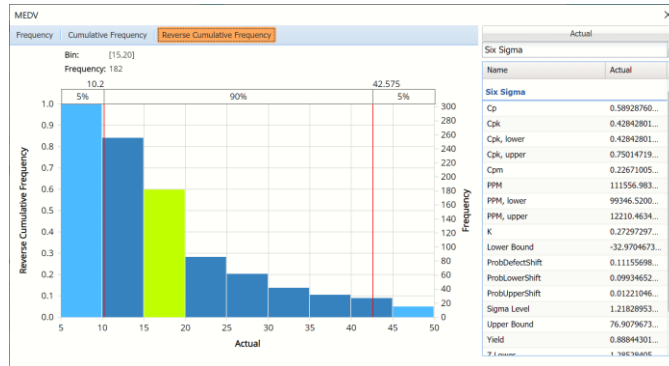 MEDV
Frequency Cumulative Frequency Reverse Cumulative Frequency
Bin: [15.20]
Frequency: 182
10.2 42.575
5% 90% 5%
1.0
0.9
0.8
0.7
0.6
0.5
0.4
0.3
0.2
0.1
0.0
Reverse Cumulative Frequency
300
280
260
240
220
200
180
160
140
120
100
80
60
40
20
0
Frequency
5 10 15 20 25 30 35 40 45 50
Actual
Actual
Six Sigma
Name Actual
Six Sigma
Cp 0.58928760...
Cpk 0.42842801...
Cpk, lower 0.42842801...
Cpk, upper 0.75014719...
Cpm 0.22671005...
PPM 111556.983...
PPM, lower 99346.5200...
PPM, upper 12210.4634...
K 0.27297297...
Lower Bound -32.9704673...
ProbDefectShift 0.11155698...
ProbLowerShift 0.09934652...
ProbUpperShift 0.01221046...
Sigma Level 1.21828953...
Upper Bound 76.9079673...
Yield 0.88844301...
Z Lower 1.28528405...